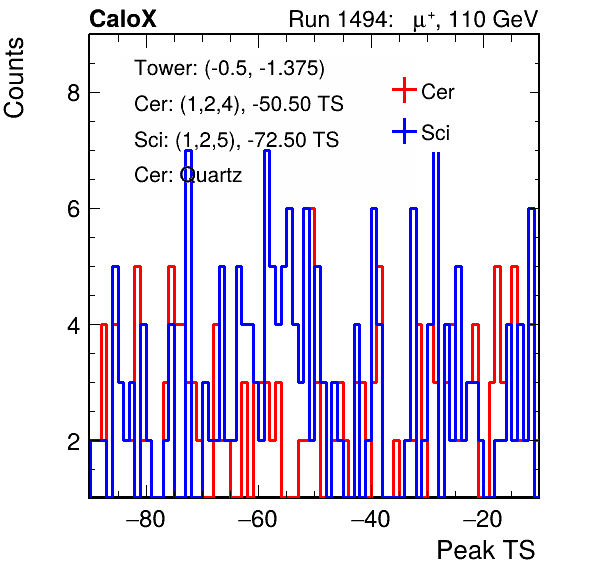 CaloX Run 1494: μ⁺, 110 GeV
Counts
Tower: (-0.5, -1.375)
Cer: (1,2,4), -50.50 TS
Sci: (1,2,5), -72.50 TS
Cer: Quartz
Cer
Sci
8
6
4
2
−80 −60 −40 −20
Peak TS